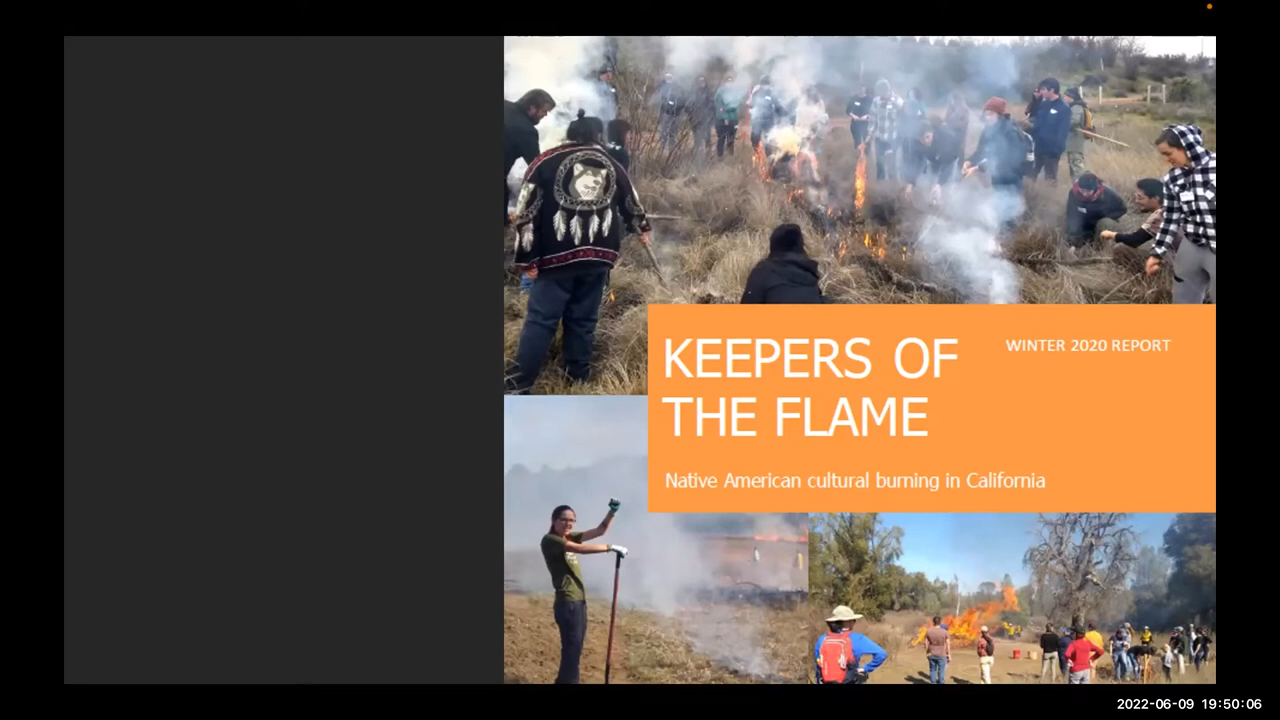 KEEPERS OF
THE FLAME
WINTER 2020 REPORT
Native American cultural burning in California
2022-06-09 19:50:06